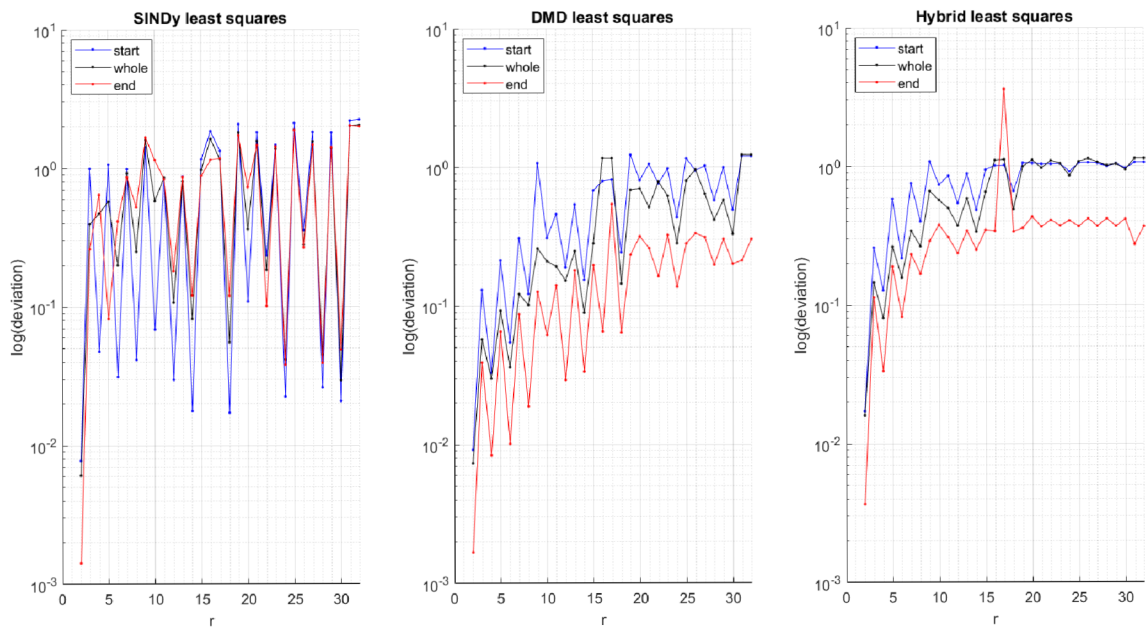 SINDy least squares
10^1
10^0
10^-1
10^-2
10^-3
log(deviation)
start
whole
end
0 5 10 15 20 25 30
r
DMD least squares
10^1
10^0
10^-1
10^-2
10^-3
log(deviation)
start
whole
end
0 5 10 15 20 25 30
r
Hybrid least squares
10^1
10^0
10^-1
10^-2
10^-3
log(deviation)
start
whole
end
0 5 10 15 20 25 30
r